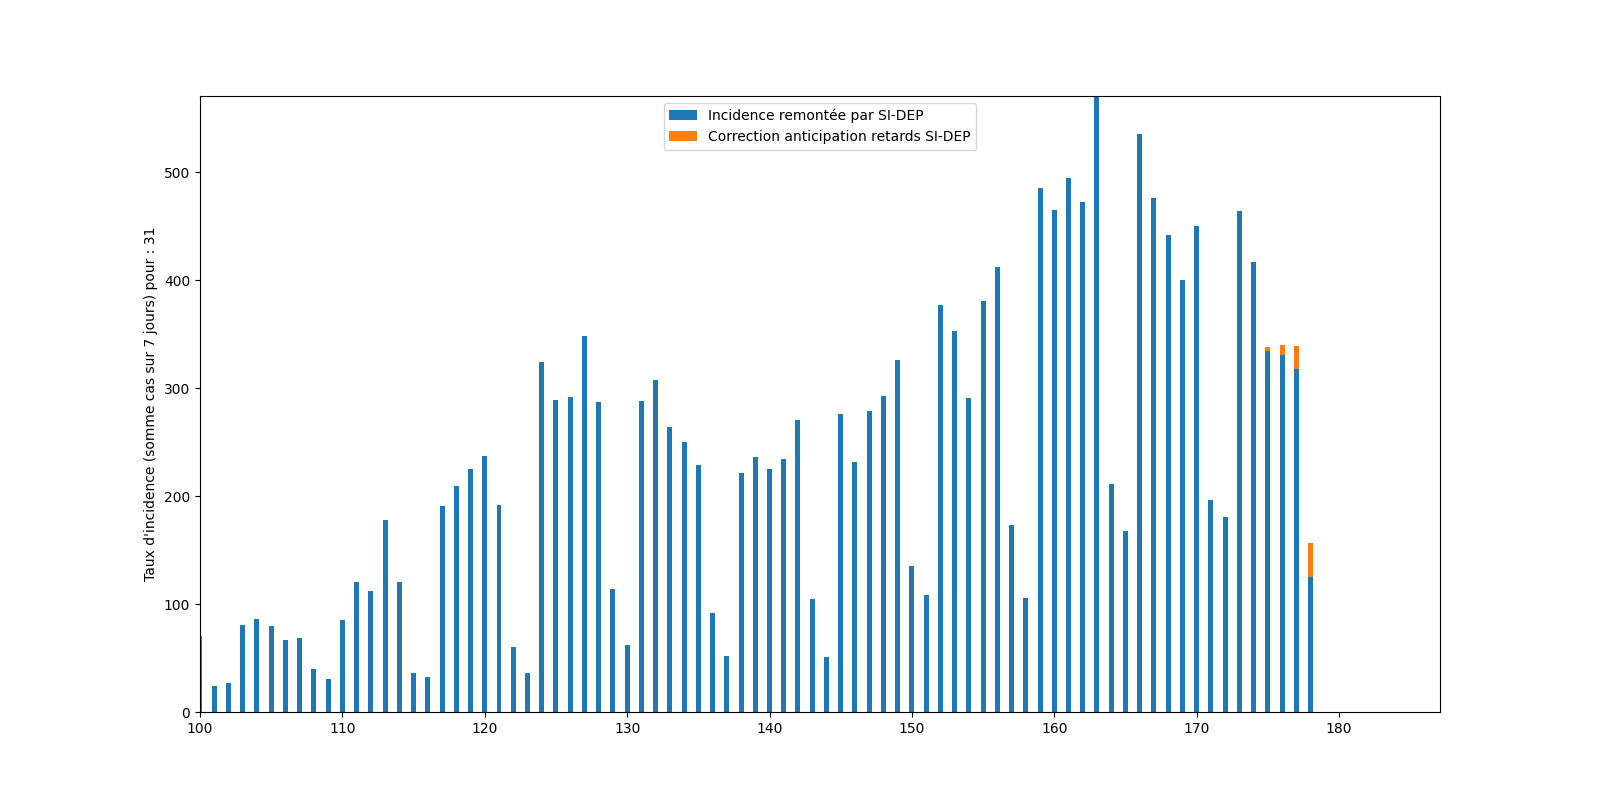 Incidence remontée par SI-DEP
Correction anticipation retards SI-DEP
Taux d'incidence (somme cas sur 7 jours) pour : 31
500
400
300
200
100
0
100 110 120 130 140 150 160 170 180